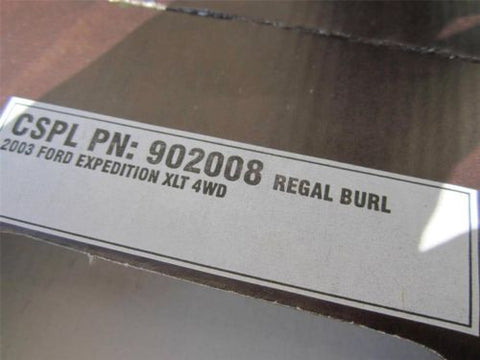 CSPL PN: 902008 REGAL BURL
2003 FORD EXPEDITION XLT 4WD